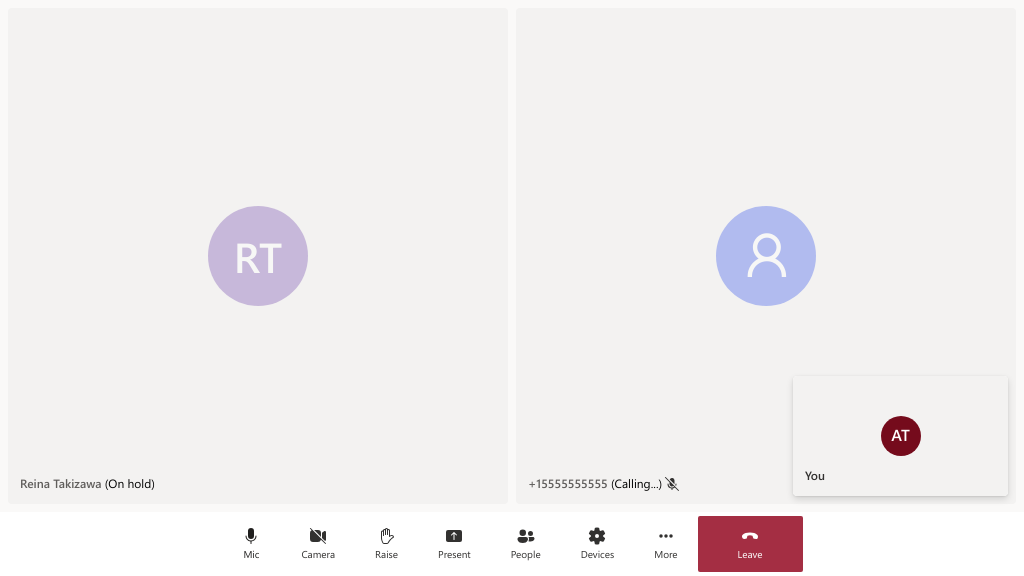 RT
Reina Takizawa (On hold)
+15555555555 (Calling...)
AT
You
Mic
Camera
Raise
Present
People
Devices
More
Leave